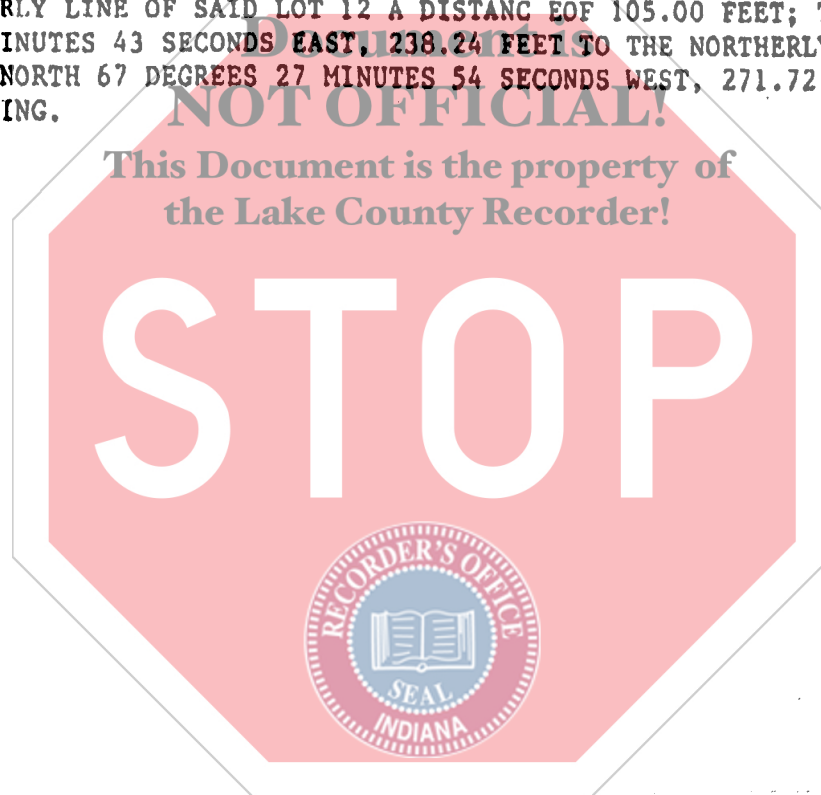 RLY LINE OF SAID LOT 12 A DISTANC EOF 105.00 FEET;
INUTES 43 SECONDS EAST, 238.24 FEET TO THE NORTHERLY
NORTH 67 DEGREES 27 MINUTES 54 SECONDS WEST, 271.72
ING.
Document is
NOT OFFICIAL!
This Document is the property of
the Lake County Recorder!
STOP
RECORDER'S OFFICE
SEAL
INDIANA